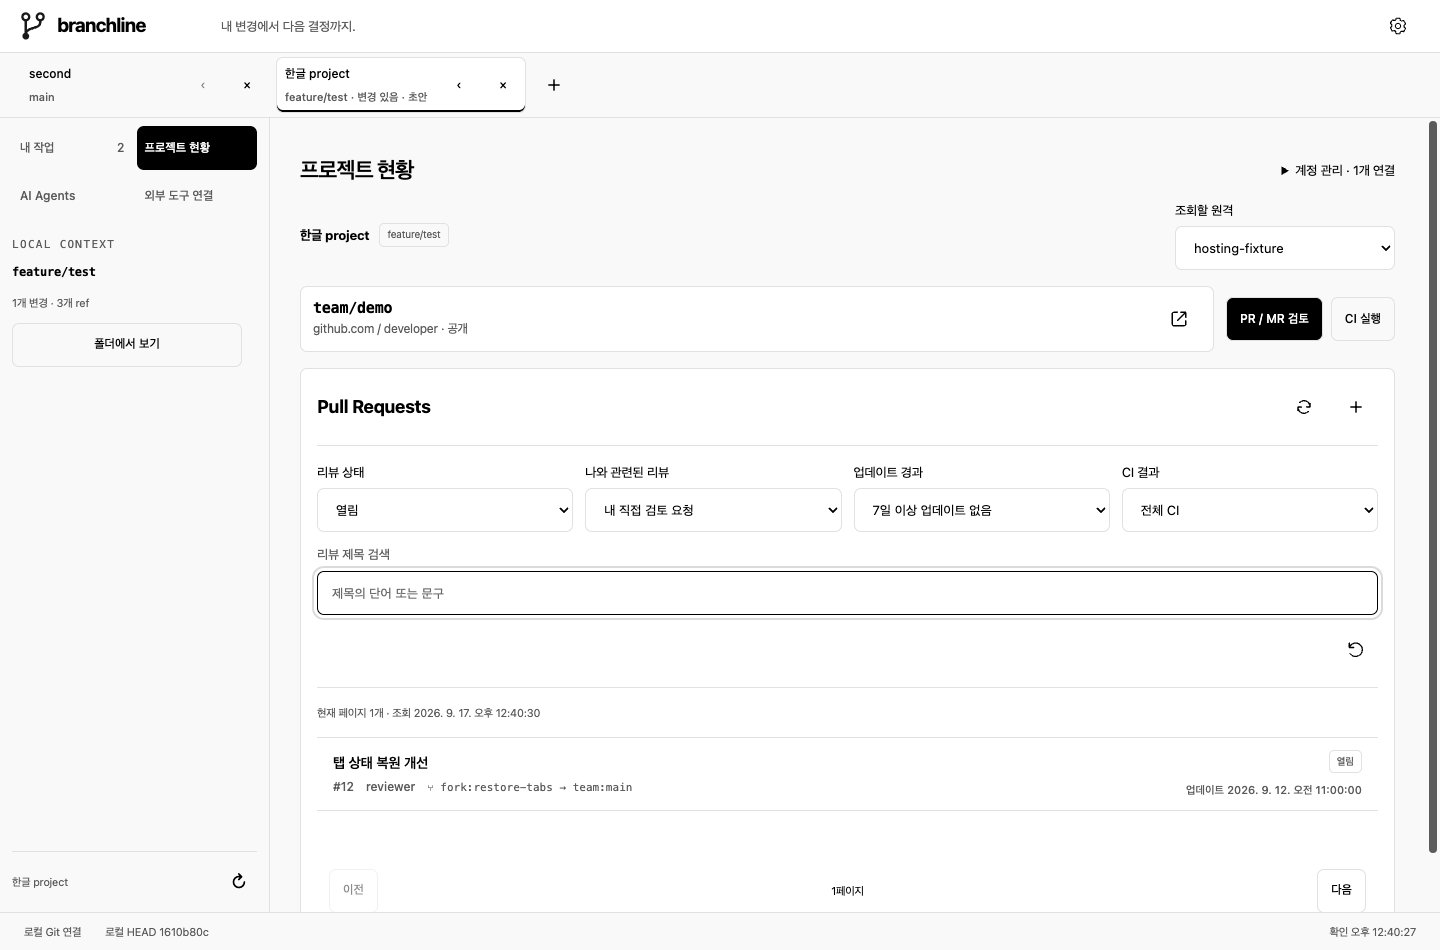 branchline
내 변경에서 다음 결정까지.
second
main
한글 project
feature/test · 변경 있음 · 초안
내 작업 2
프로젝트 현황
AI Agents
외부 도구 연결
LOCAL CONTEXT
feature/test
1개 변경 · 3개 ref
폴더에서 보기
한글 project
프로젝트 현황
▶ 계정 관리 · 1개 연결
한글 project
feature/test
조회할 원격
hosting-fixture
team/demo
github.com / developer · 공개
PR / MR 검토
CI 실행
Pull Requests
리뷰 상태
열림
나와 관련된 리뷰
내 직접 검토 요청
업데이트 경과
7일 이상 업데이트 없음
CI 결과
전체 CI
리뷰 제목 검색
제목의 단어 또는 문구
현재 페이지 1개 · 조회 2026. 9. 17. 오후 12:40:30
탭 상태 복원 개선
열림
#12 reviewer fork:restore-tabs → team:main
업데이트 2026. 9. 12. 오전 11:00:00
이전
1페이지
다음
로컬 Git 연결
로컬 HEAD 1610b80c
확인 오후 12:40:27